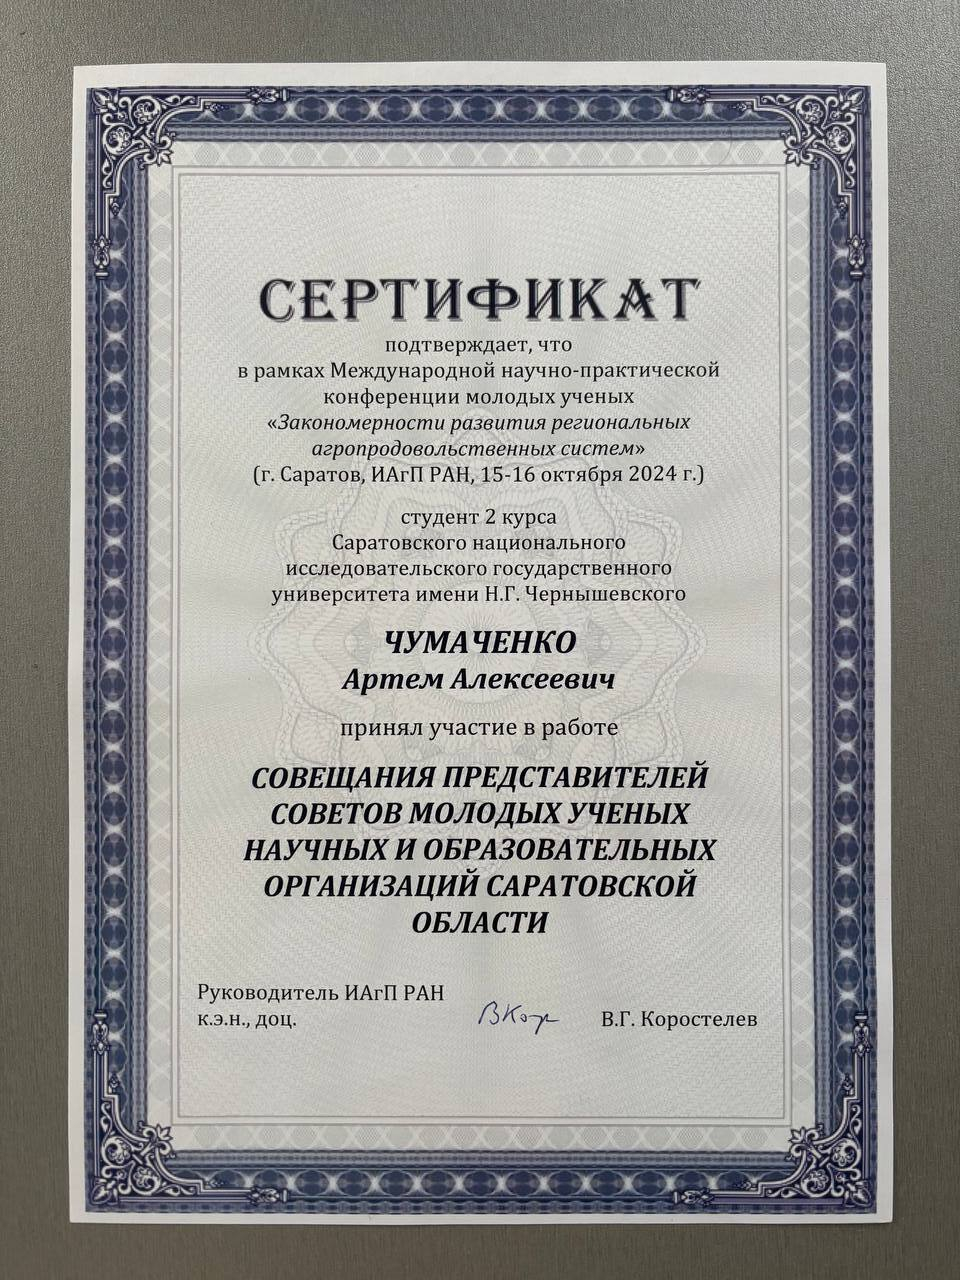 СЕРТИФИКАТ
подтверждает, что
в рамках Международной научно-практической
конференции молодых ученых
«Закономерности развития региональных
агропродовольственных систем»
(г. Саратов, ИАгП РАН, 15-16 октября 2024 г.)
студент 2 курса
Саратовского национального
исследовательского государственного
университета имени Н.Г. Чернышевского
ЧУМАЧЕНКО
Артем Алексеевич
принял участие в работе
СОВЕЩАНИЯ ПРЕДСТАВИТЕЛЕЙ
СОВЕТОВ МОЛОДЫХ УЧЕНЫХ
НАУЧНЫХ И ОБРАЗОВАТЕЛЬНЫХ
ОРГАНИЗАЦИЙ САРАТОВСКОЙ
ОБЛАСТИ
Руководитель ИАгП РАН
к.э.н., доц. ВКор В.Г. Коростелев